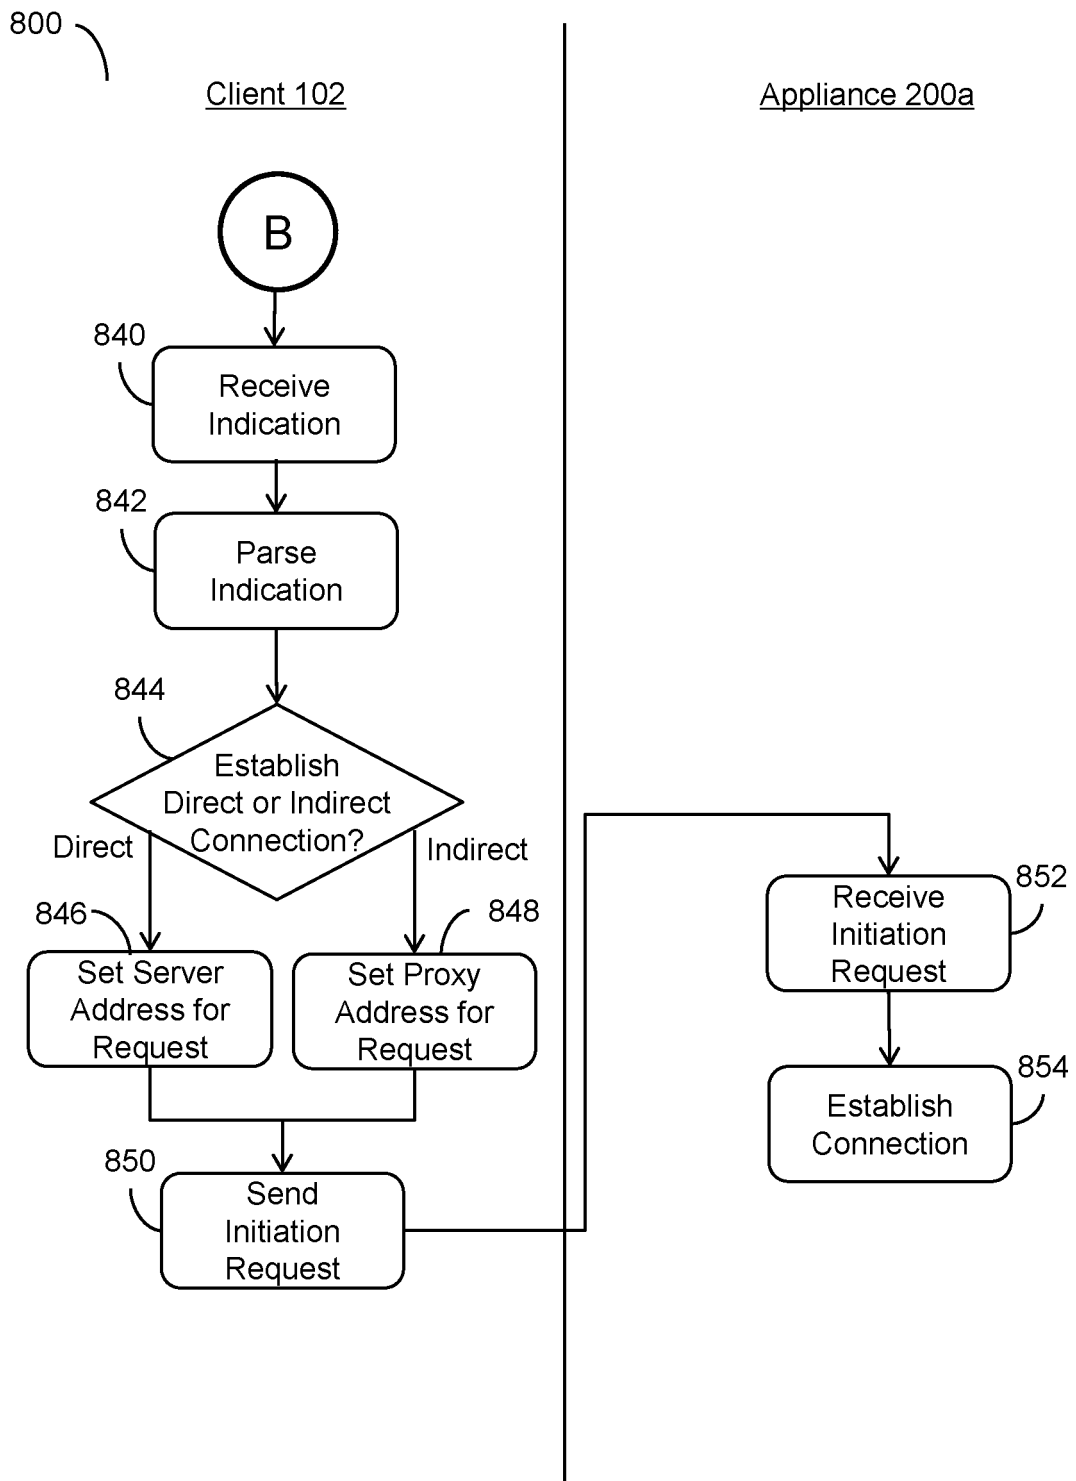 800
Client 102
Appliance 200a
B
840
Receive
Indication
842
Parse
Indication
844
Establish
Direct or Indirect
Connection?
Direct
Indirect
846
Set Server
Address for
Request
848
Set Proxy
Address for
Request
850
Send
Initiation
Request
852
Receive
Initiation
Request
854
Establish
Connection